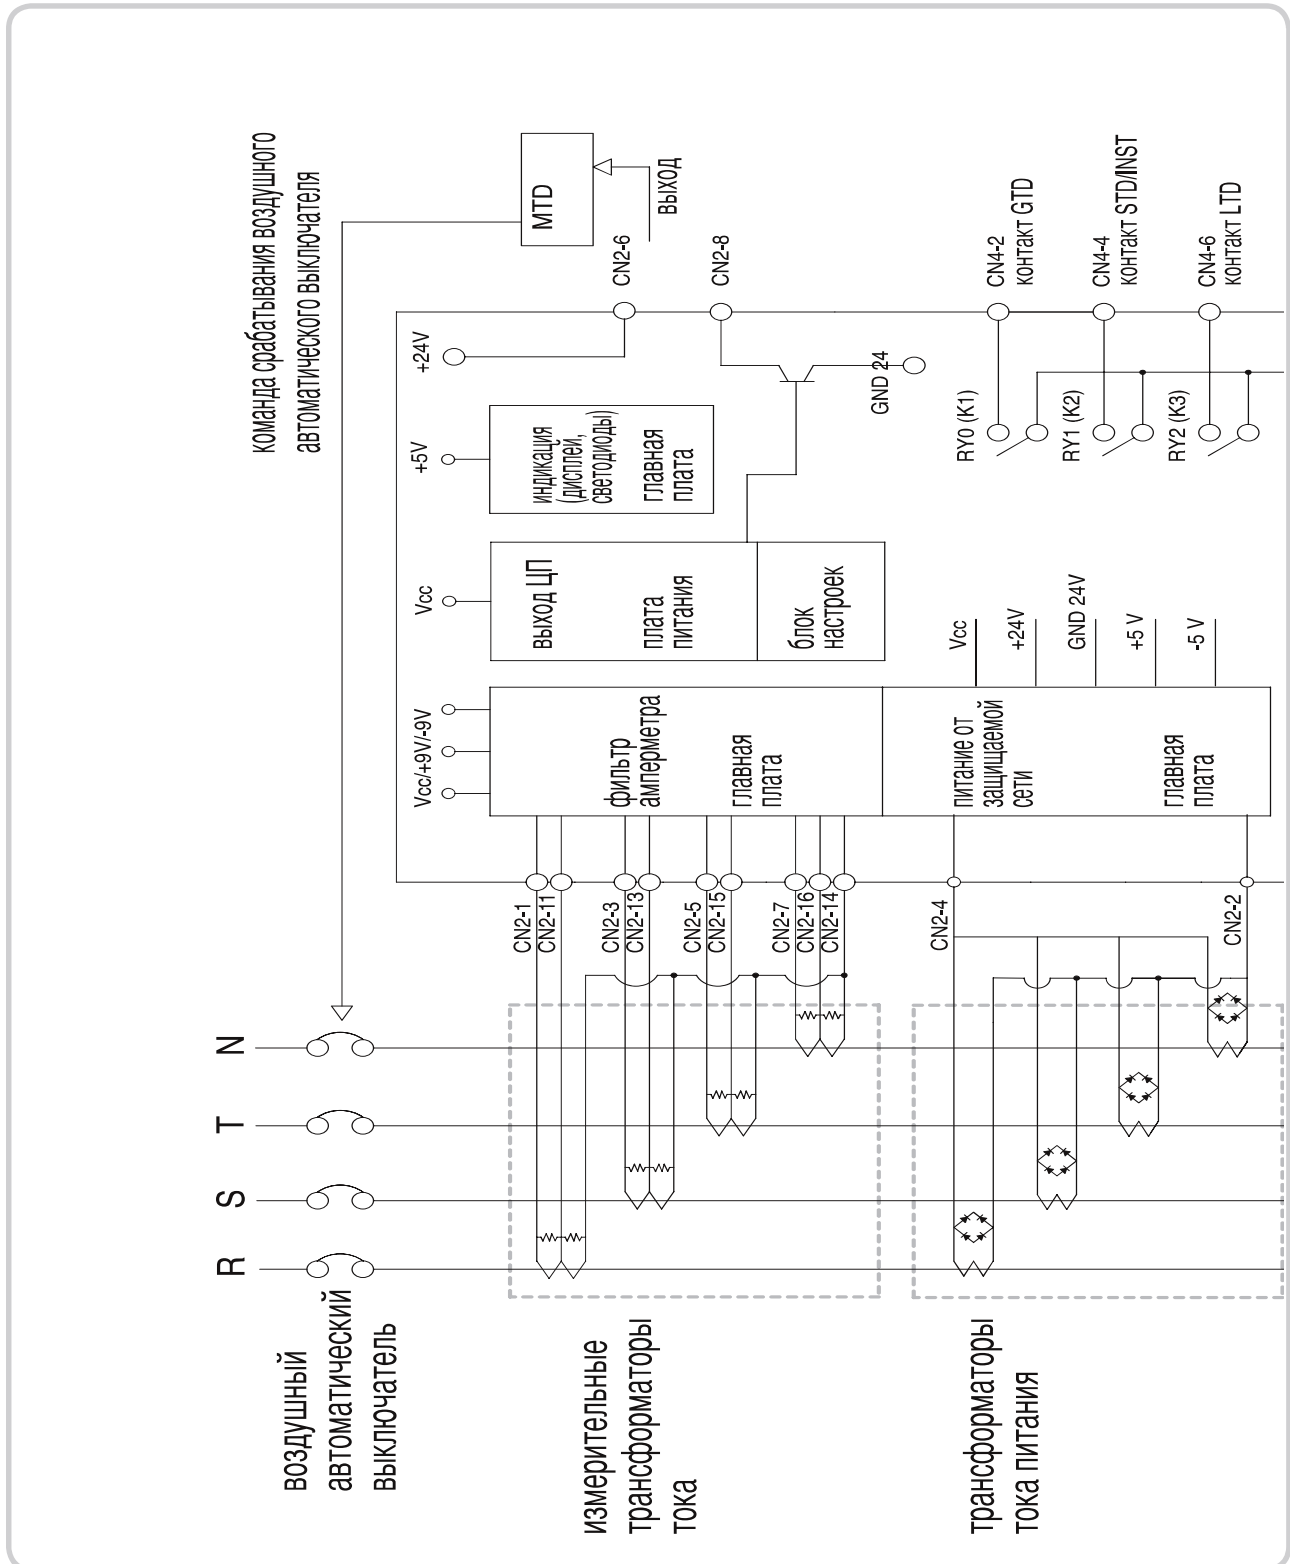 команда срабатывания воздушного
автоматического выключателя
MTD
выход
CN2-6
CN2-8
CN4-2
контакт GTD
CN4-4
контакт STD/INST
CN4-6
контакт LTD
+24V
GND 24
RY0 (K1)
RY1 (K2)
RY2 (K3)
+5V
индикация
(дисплей,
светодиоды)
главная
плата
Vcc
выход ЦП
плата
питания
блок
настроек
Vcc
+24V
GND 24V
+5 V
-5 V
Vcc/+9V/-9V
фильтр
амперметра
главная
плата
питание от
защищаемой
сети
главная
плата
CN2-1
CN2-11
CN2-3
CN2-13
CN2-5
CN2-15
CN2-7
CN2-16
CN2-14
CN2-4
CN2-2
N
T
S
R
воздушный
автоматический
выключатель
измерительные
трансформаторы
тока
трансформаторы
тока питания